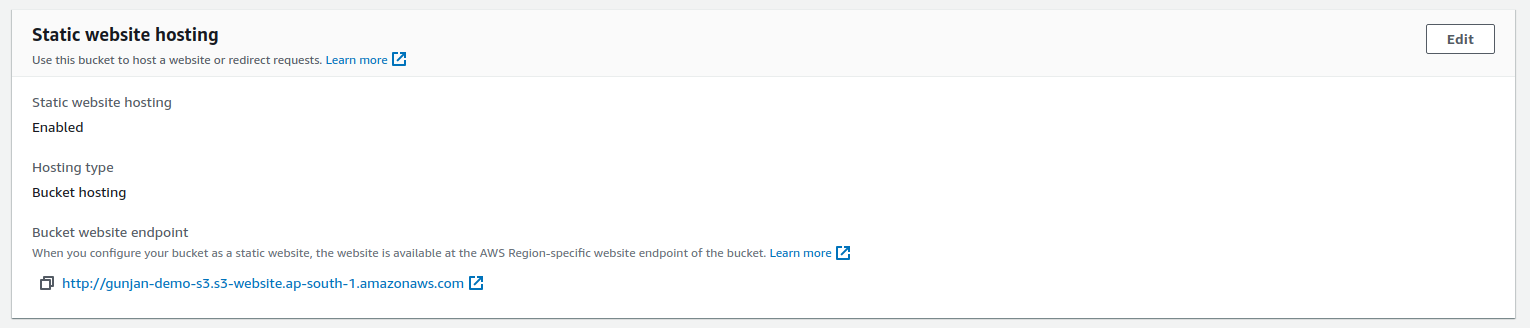 Static website hosting
Edit
Use this bucket to host a website or redirect requests. Learn more
Static website hosting
Enabled
Hosting type
Bucket hosting
Bucket website endpoint
When you configure your bucket as a static website, the website is available at the AWS Region-specific website endpoint of the bucket. Learn more
http://gunjan-demo-s3.s3-website.ap-south-1.amazonaws.com